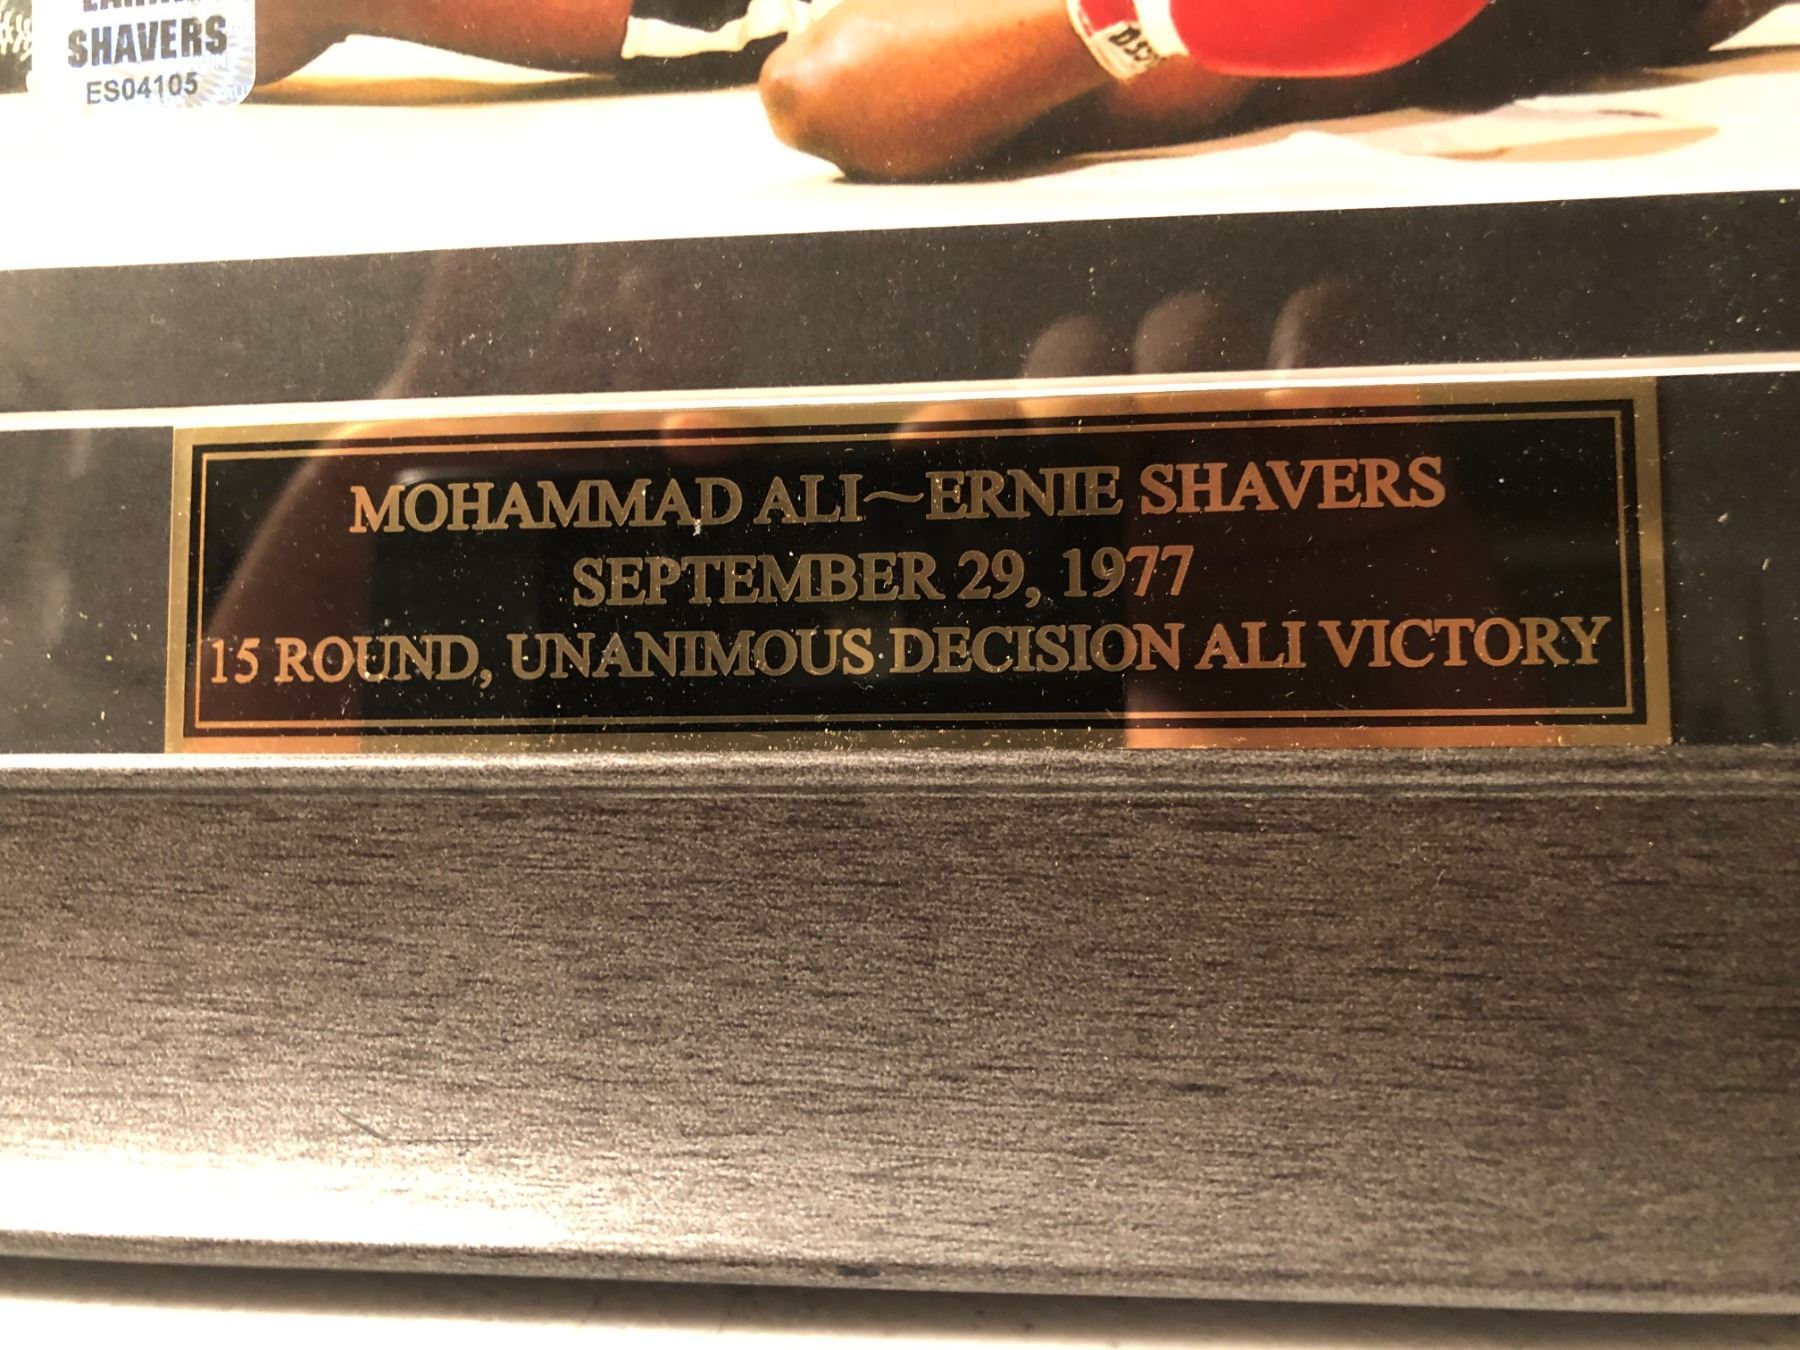 SHAVERS
ES04105
MOHAMMAD ALI~ERNIE SHAVERS
SEPTEMBER 29, 1977
15 ROUND, UNANIMOUS DECISION ALI VICTORY